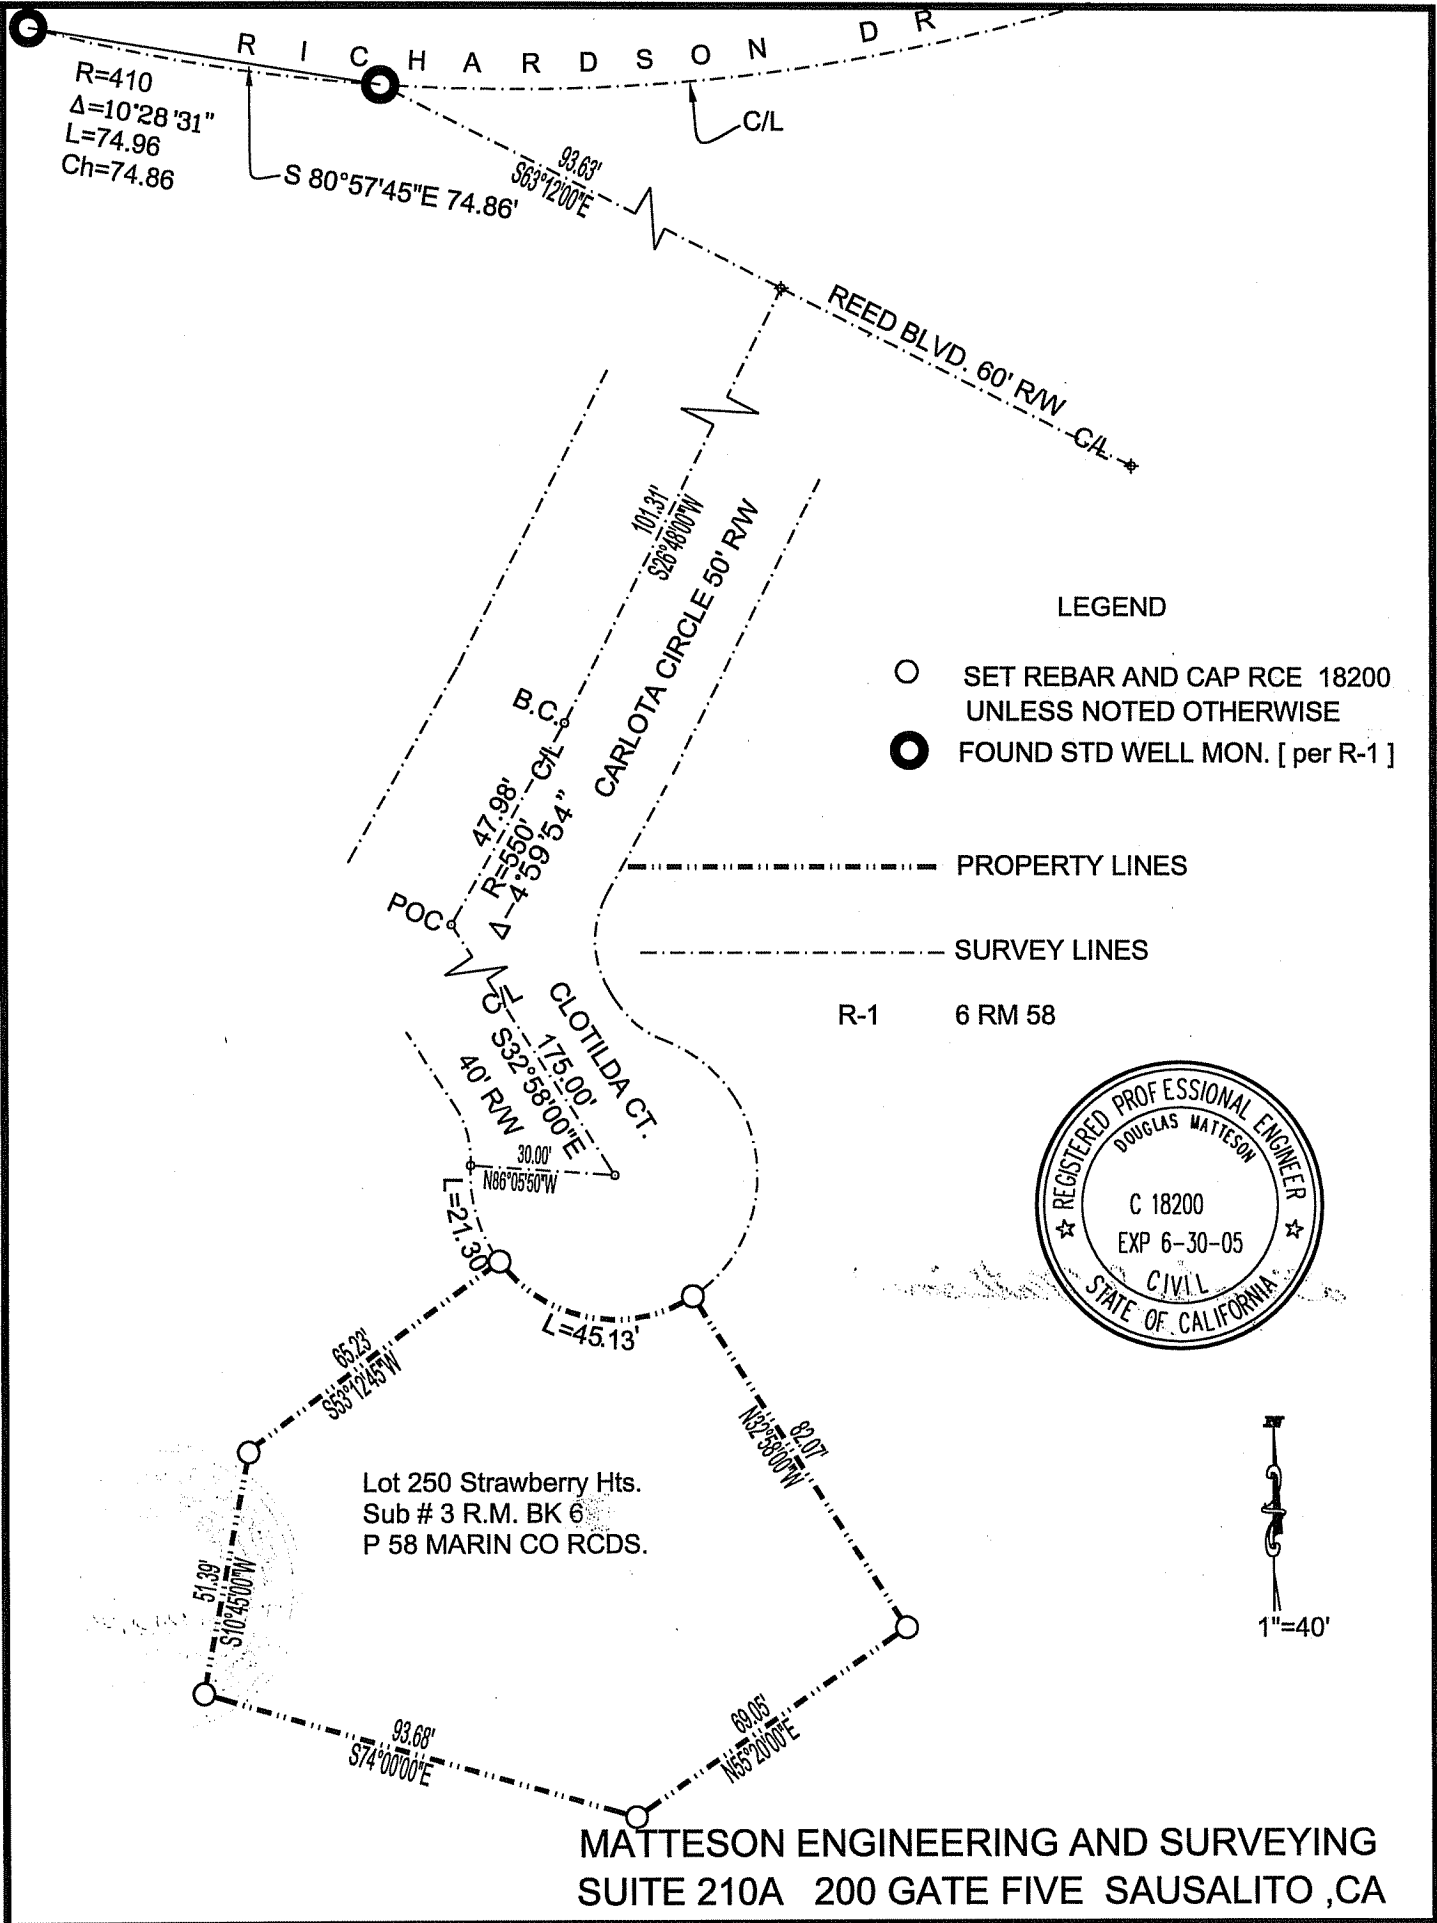 RICHARDSON DR
R=410
Δ=10°28'31"
L=74.96
Ch=74.86
S 80°57'45"E 74.86'
C/L
93.63'
S63°12'00"E
REED BLVD. 60' R/W C/L
101.31'
S26°48'00"W
CARLOTA CIRCLE 50' R/W
B.C.
C/L
47.98'
R=550'
Δ-4°59'54"
POC
C/L
CLOTILDA CT.
175.00'
S32°58'00"E
40' R/W
30.00'
N86°05'50"W
L=21.30'
L=45.13'
65.23'
S53°12'45"W
82.07'
N32°58'00"W
51.39'
S10°45'00"W
93.68'
S74°00'00"E
69.05'
N55°20'00"E
Lot 250 Strawberry Hts.
Sub # 3 R.M. BK 6
P 58 MARIN CO RCDS.
LEGEND
SET REBAR AND CAP RCE 18200
UNLESS NOTED OTHERWISE
FOUND STD WELL MON. [ per R-1 ]
PROPERTY LINES
SURVEY LINES
R-1 6 RM 58
REGISTERED PROFESSIONAL ENGINEER
DOUGLAS MATTESON
C 18200
EXP 6-30-05
CIVIL
STATE OF CALIFORNIA
N
1"=40'
MATTESON ENGINEERING AND SURVEYING
SUITE 210A 200 GATE FIVE SAUSALITO ,CA